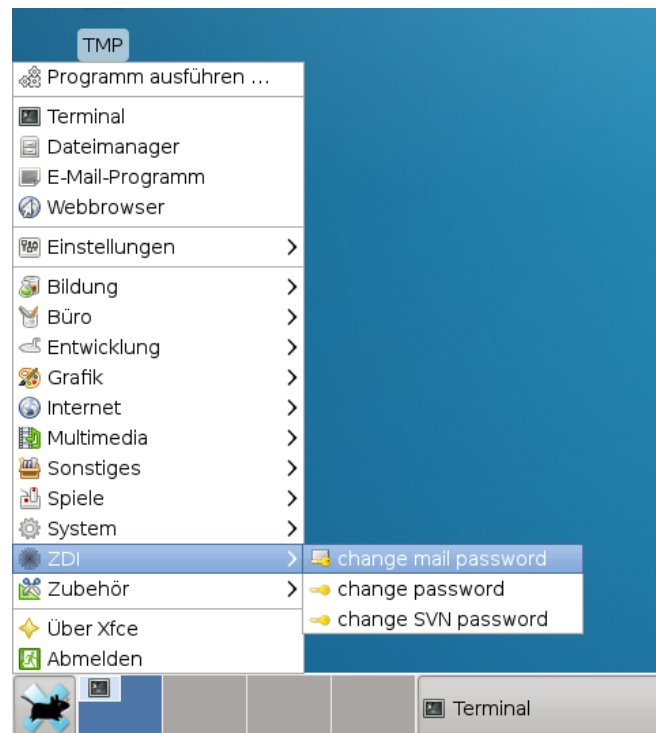 TMP
Programm ausführen ...
Terminal
Dateimanager
E-Mail-Programm
Webbrowser
Einstellungen
Bildung
Büro
Entwicklung
Grafik
Internet
Multimedia
Sonstiges
Spiele
System
ZDI
change mail password
Zubehör
change password
change SVN password
Über Xfce
Abmelden
Terminal